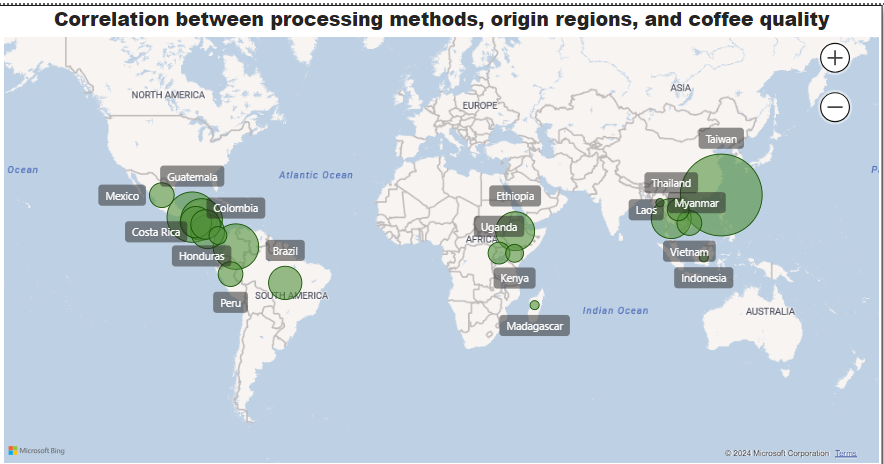 Correlation between processing methods, origin regions, and coffee quality
NORTH AMERICA
EUROPE
ASIA
Taiwan
Ocean
Atlantic Ocean
P
Guatemala
Mexico
Thailand
Ethiopia
Myanmar
Colombia
Laos
Costa Rica
Uganda
AFRICA
Honduras
Brazil
Vietnam
Kenya
Indonesia
Peru
SOUTH AMERICA
Madagascar
Indian Ocean
AUSTRALIA
Microsoft Bing
© 2024 Microsoft Corporation Terms